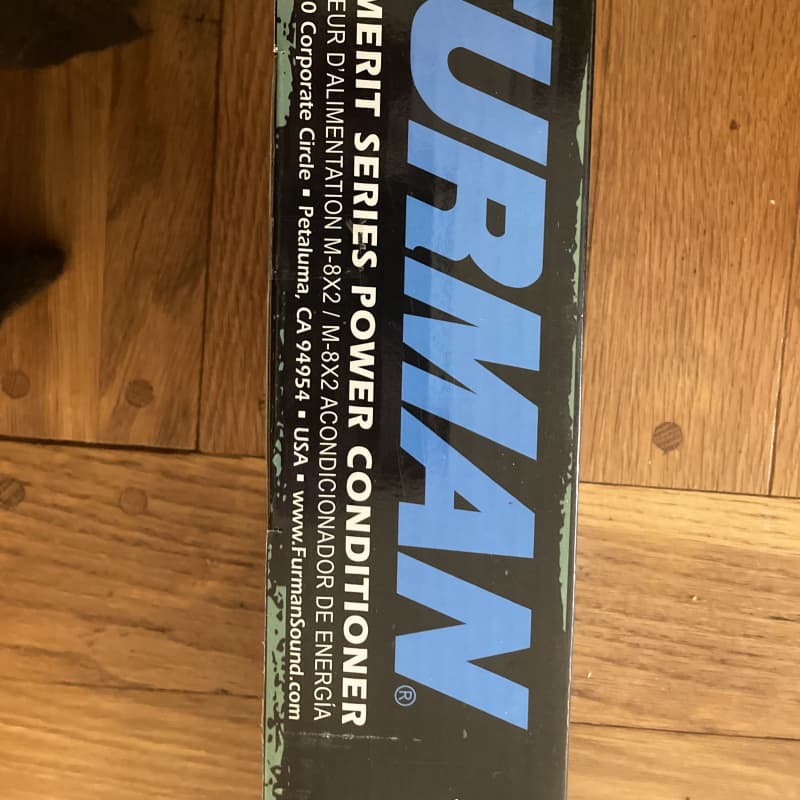 FURMAN®
MERIT SERIES POWER CONDITIONER
EUR D'ALIMENTATION M-8X2 / M-8X2 ACONDICIONADOR DE ENERGÍA
0 Corporate Circle ▪ Petaluma, CA 94954 ▪ USA ▪ www.FurmanSound.com